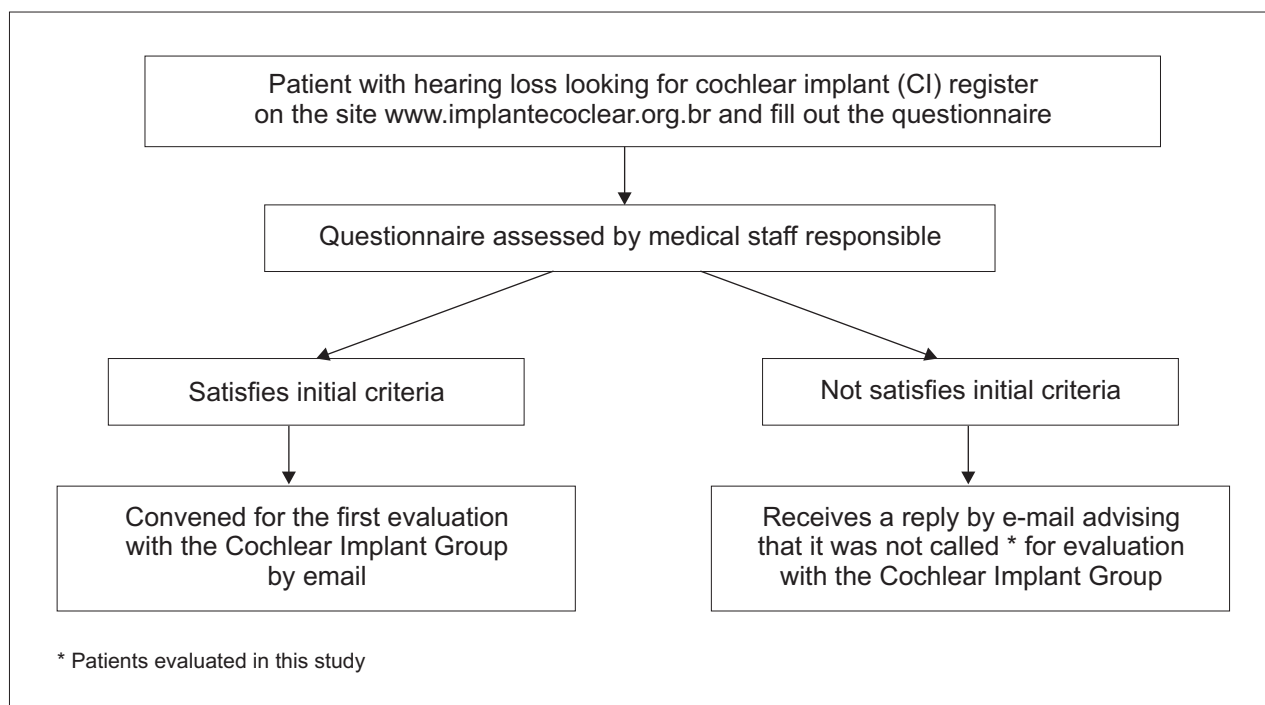 Patient with hearing loss looking for cochlear implant (CI) register
on the site www.implantecoclear.org.br and fill out the questionnaire
Questionnaire assessed by medical staff responsible
Satisfies initial criteria
Not satisfies initial criteria
Convened for the first evaluation
with the Cochlear Implant Group
by email
Receives a reply by e-mail advising
that it was not called * for evaluation
with the Cochlear Implant Group
* Patients evaluated in this study